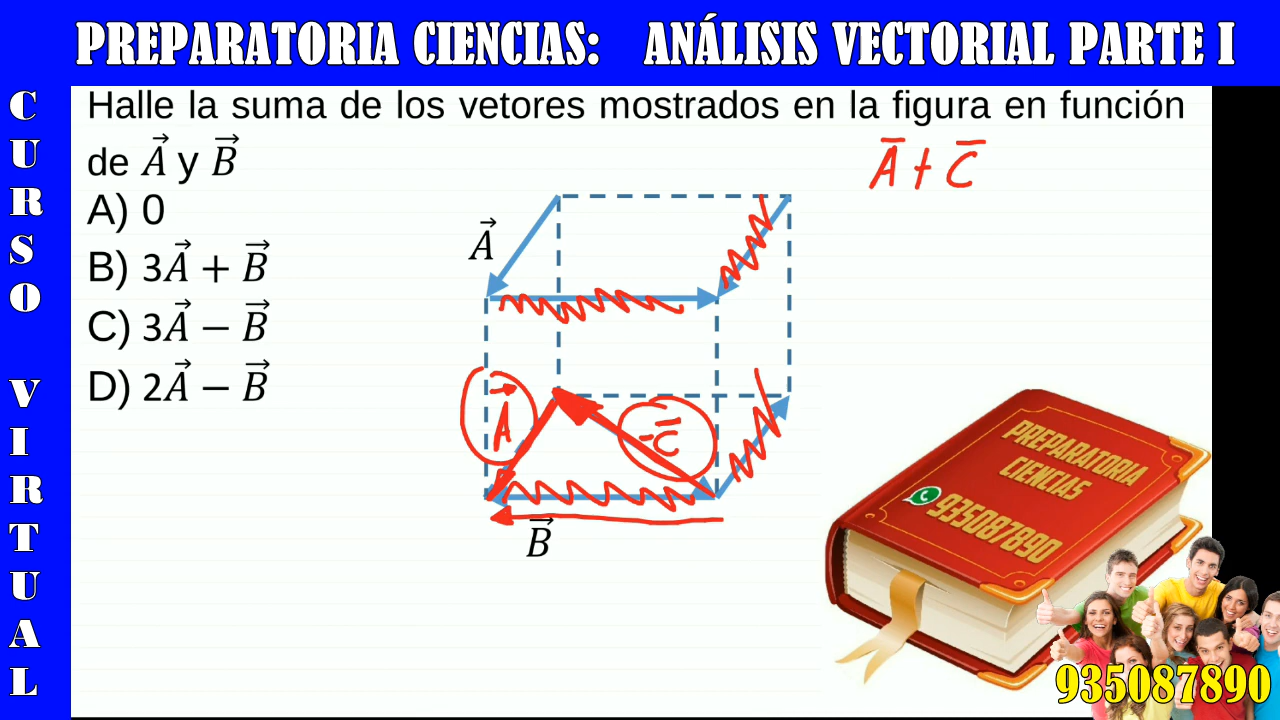 PREPARATORIA CIENCIAS: ANÁLISIS VECTORIAL PARTE I
CURSO VIRTUAL
Halle la suma de los vetores mostrados en la figura en función
de A⃗ y B⃗
A) 0
B) 3A⃗ + B⃗
C) 3A⃗ − B⃗
D) 2A⃗ − B⃗
A̅ + C̅
A⃗
A⃗
-C̅
B⃗
PREPARATORIA
CIENCIAS
935087890
935087890